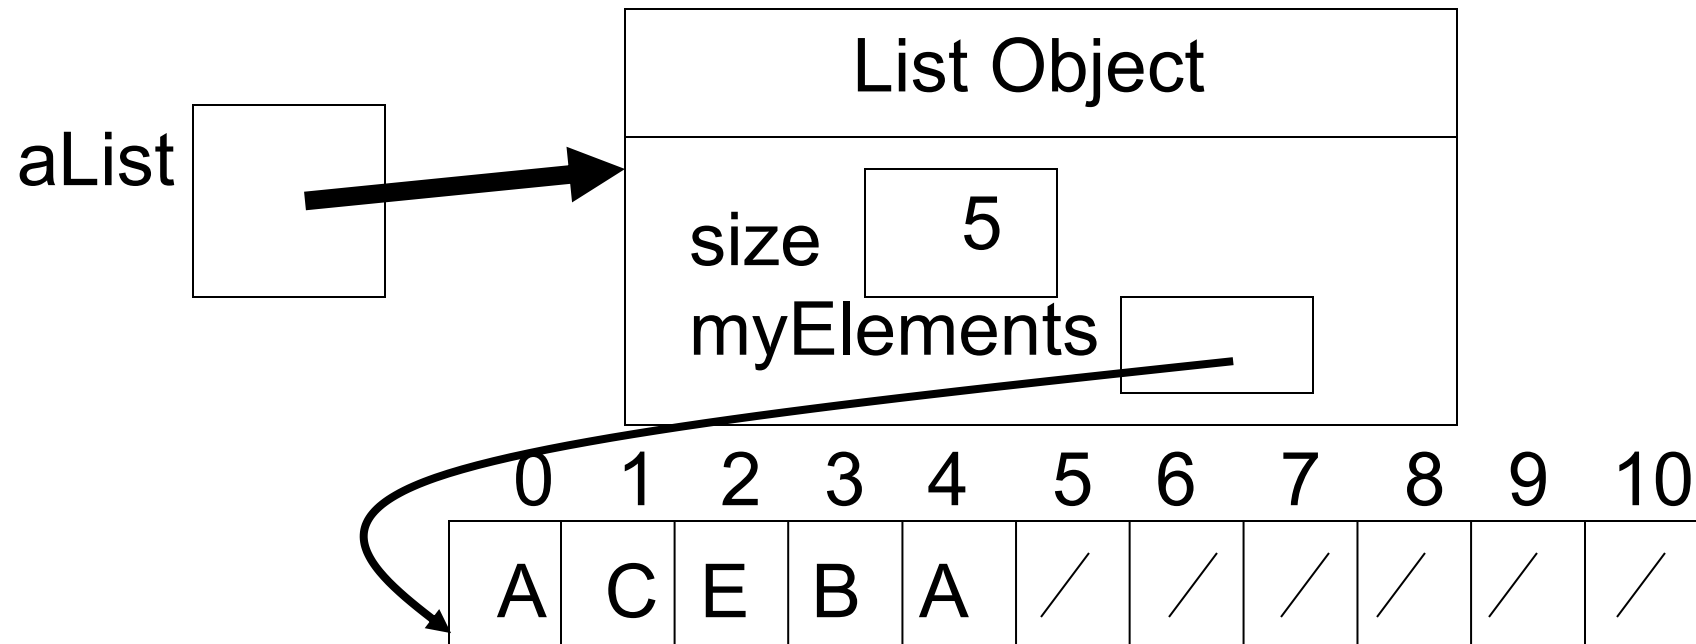 List Object
aList
size 5
myElements
0 1 2 3 4 5 6 7 8 9 10
A C E B A / / / / / /